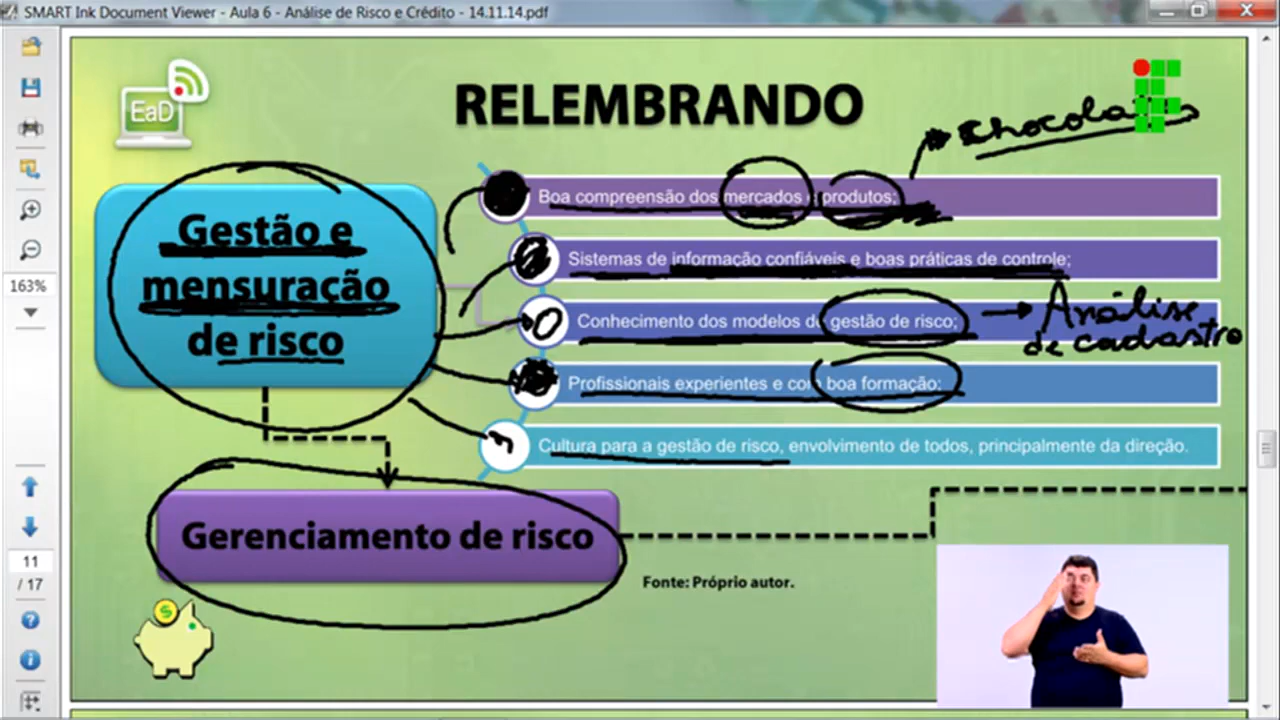 SMART Ink Document Viewer - Aula 6 - Análise de Risco e Crédito - 14.11.14.pdf
EaD
RELEMBRANDO
Chocolates
Gestão e
mensuração
de risco
Boa compreensão dos mercados e produtos;
Sistemas de informação confiáveis e boas práticas de controle;
Conhecimento dos modelos de gestão de risco;
Análise
de cadastro
Profissionais experientes e com boa formação;
Cultura para a gestão de risco, envolvimento de todos, principalmente da direção.
Gerenciamento de risco
Fonte: Próprio autor.
163%
11
/ 17